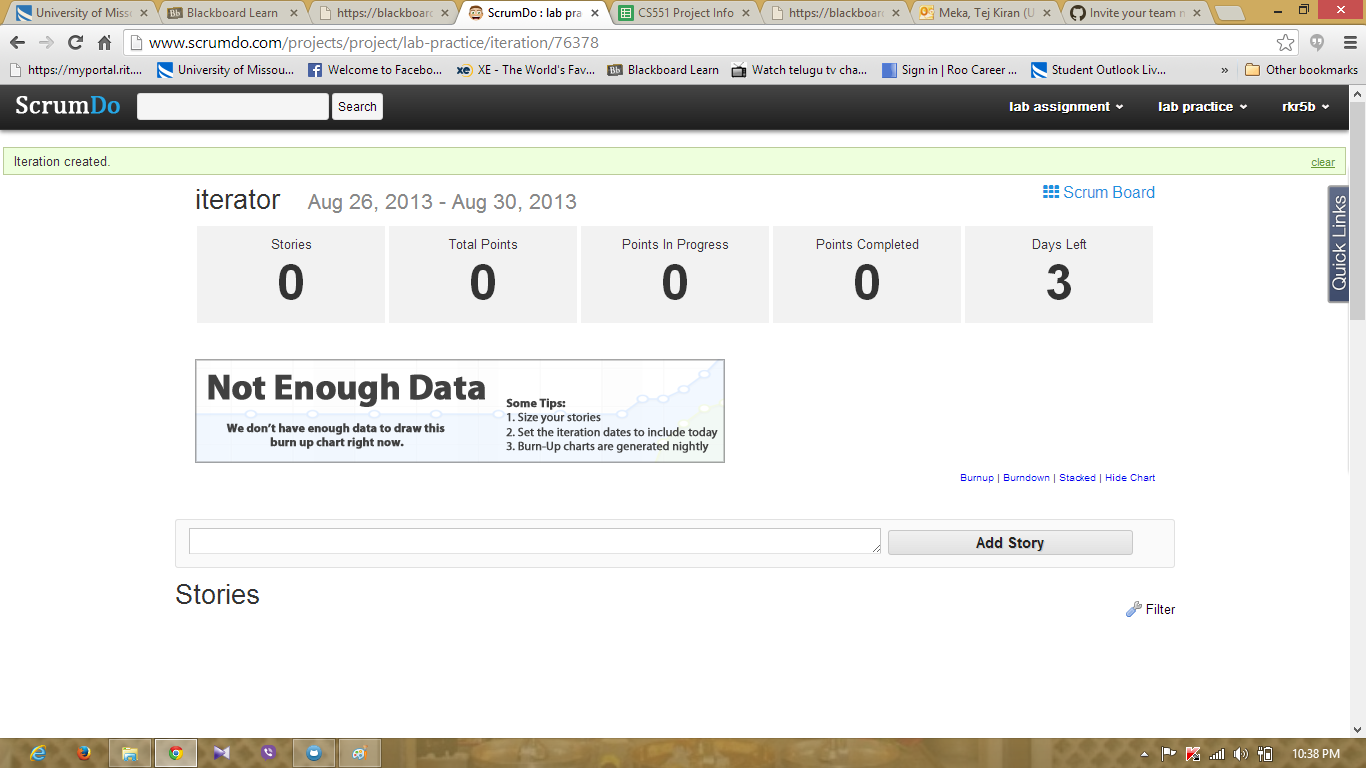 University of Misso
Blackboard Learn
https://blackboard
ScrumDo : lab pra
CS551 Project Info
https://blackboard
Meka, Tej Kiran (U
Invite your team n
www.scrumdo.com/projects/project/lab-practice/iteration/76378
https://myportal.rit....
University of Missou...
Welcome to Facebo...
XE - The World's Fav...
Blackboard Learn
Watch telugu tv cha...
Sign in | Roo Career ...
Student Outlook Liv...
»
Other bookmarks
ScrumDo
Search
lab assignment
lab practice
rkr5b
Iteration created.
clear
iterator
Aug 26, 2013 - Aug 30, 2013
Scrum Board
Quick Links
Stories
Total Points
Points In Progress
Points Completed
Days Left
0
0
0
0
3
Not Enough Data
We don't have enough data to draw this
burn up chart right now.
Some Tips:
1. Size your stories
2. Set the iteration dates to include today
3. Burn-Up charts are generated nightly
Burnup | Burndown | Stacked | Hide Chart
Add Story
Stories
Filter
10:38 PM